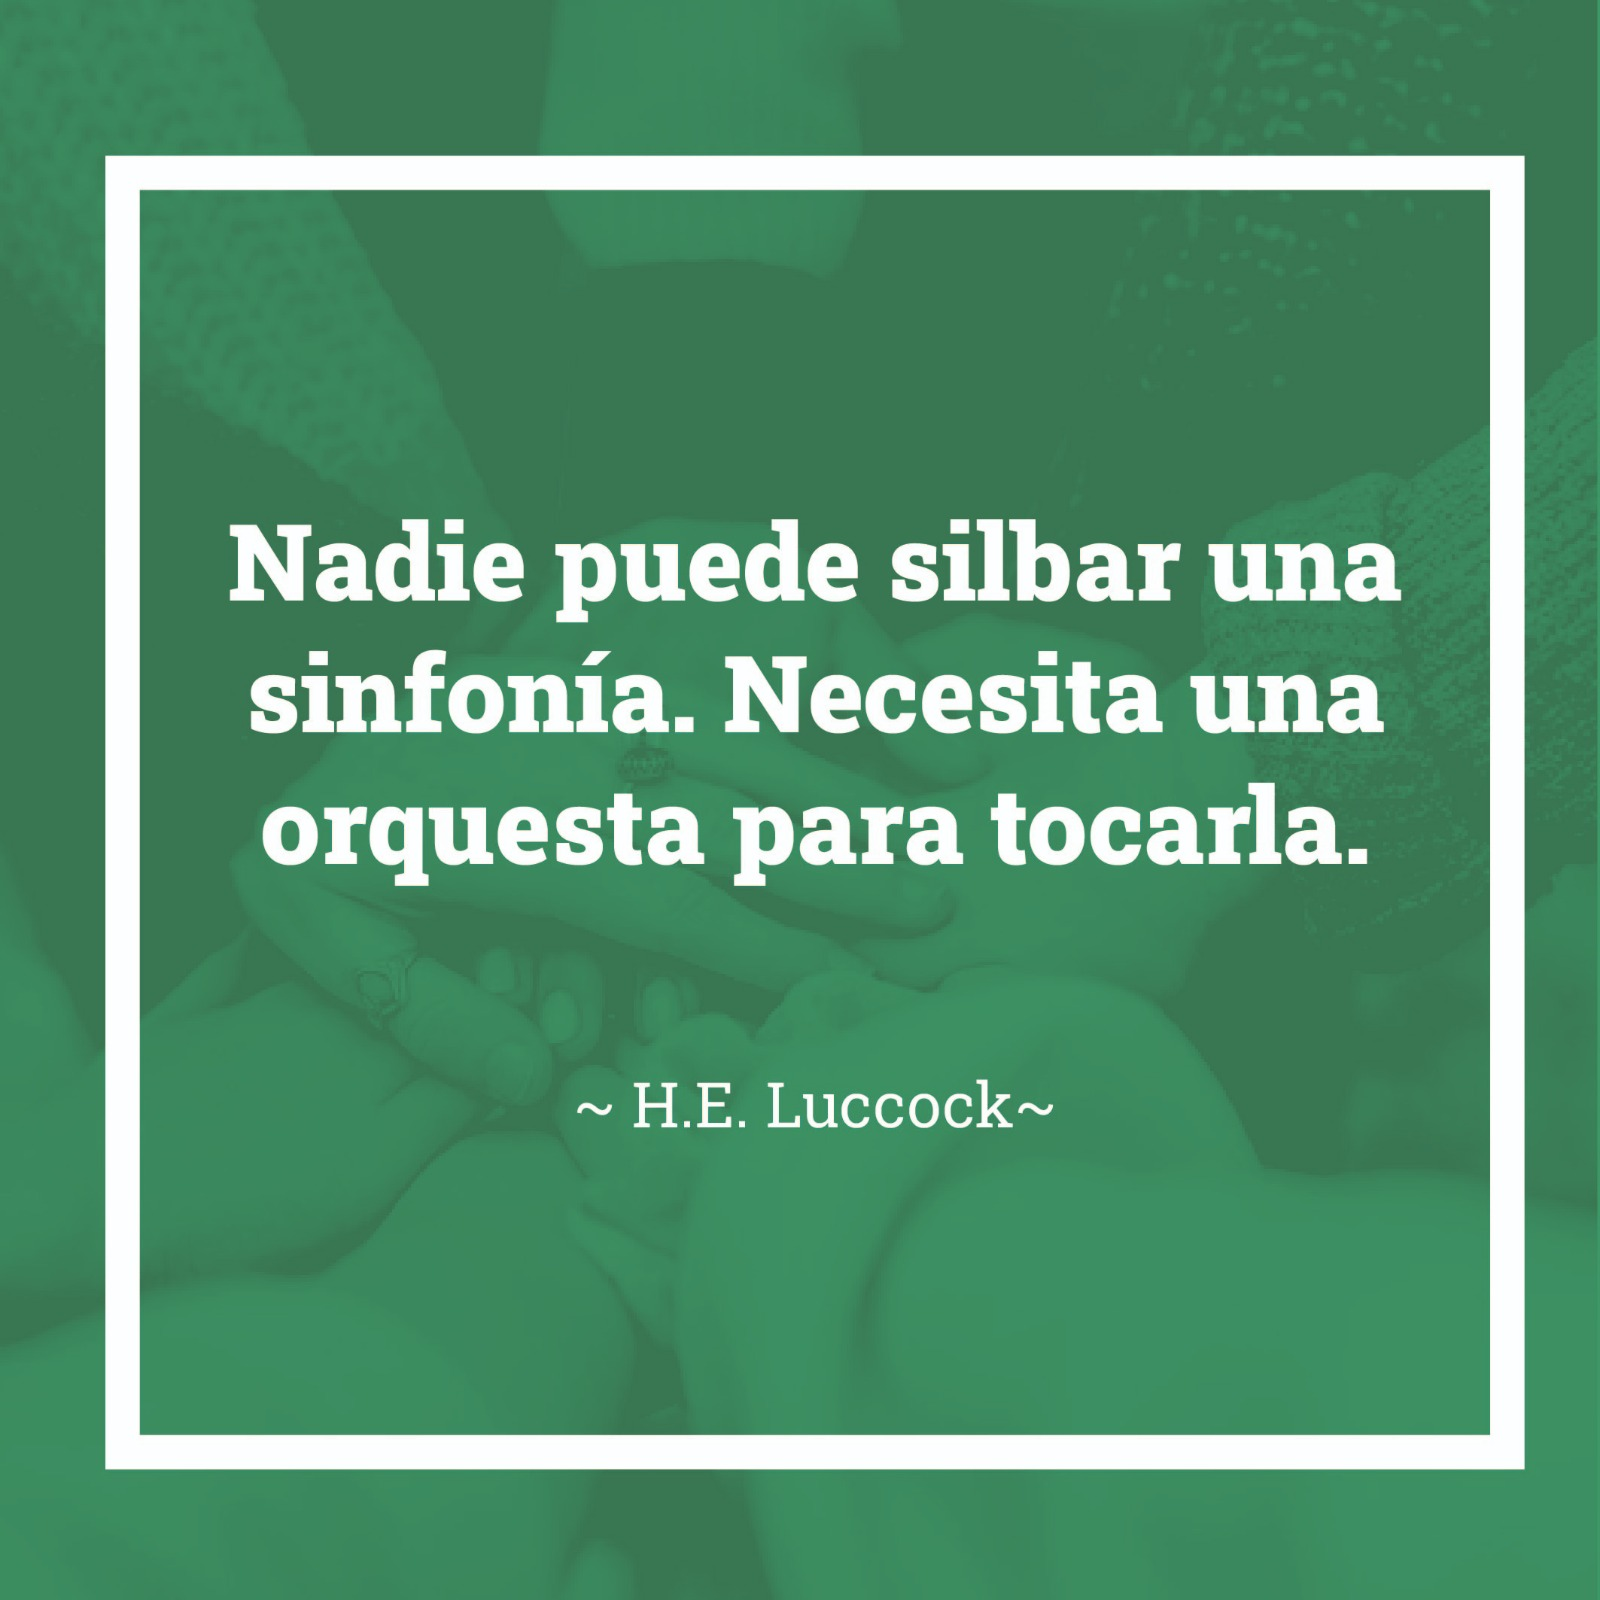 Nadie puede silbar una
sinfonía. Necesita una
orquesta para tocarla.
~ H.E. Luccock~